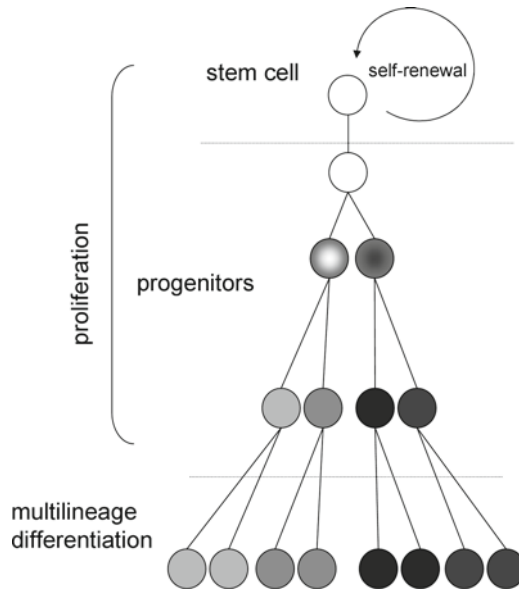 stem cell
self-renewal
progenitors
proliferation
multilineage
differentiation